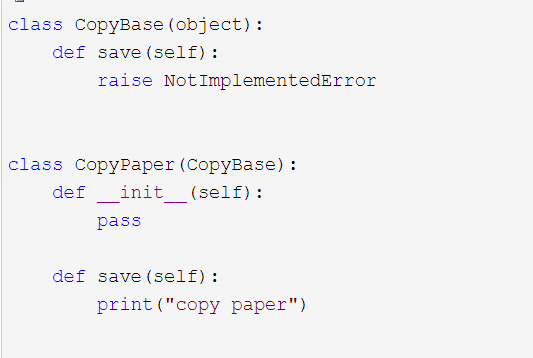 class CopyBase(object):
    def save(self):
        raise NotImplementedError
class CopyPaper(CopyBase):
    def __init__(self):
        pass
    def save(self):
        print("copy paper")